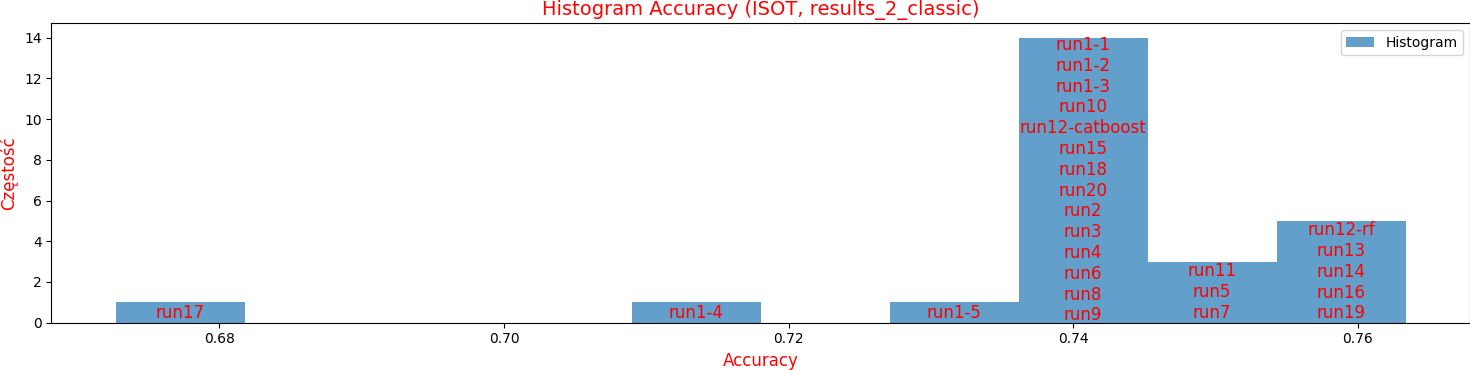 Histogram Accuracy (ISOT, results_2_classic)
Histogram
Częstość
14
12
10
8
6
4
2
0
run17
run1-4
run1-5
run1-1
run1-2
run1-3
run10
run12-catboost
run15
run18
run20
run2
run3
run4
run6
run8
run9
run11
run5
run7
run12-rf
run13
run14
run16
run19
0.68
0.70
0.72
0.74
0.76
Accuracy